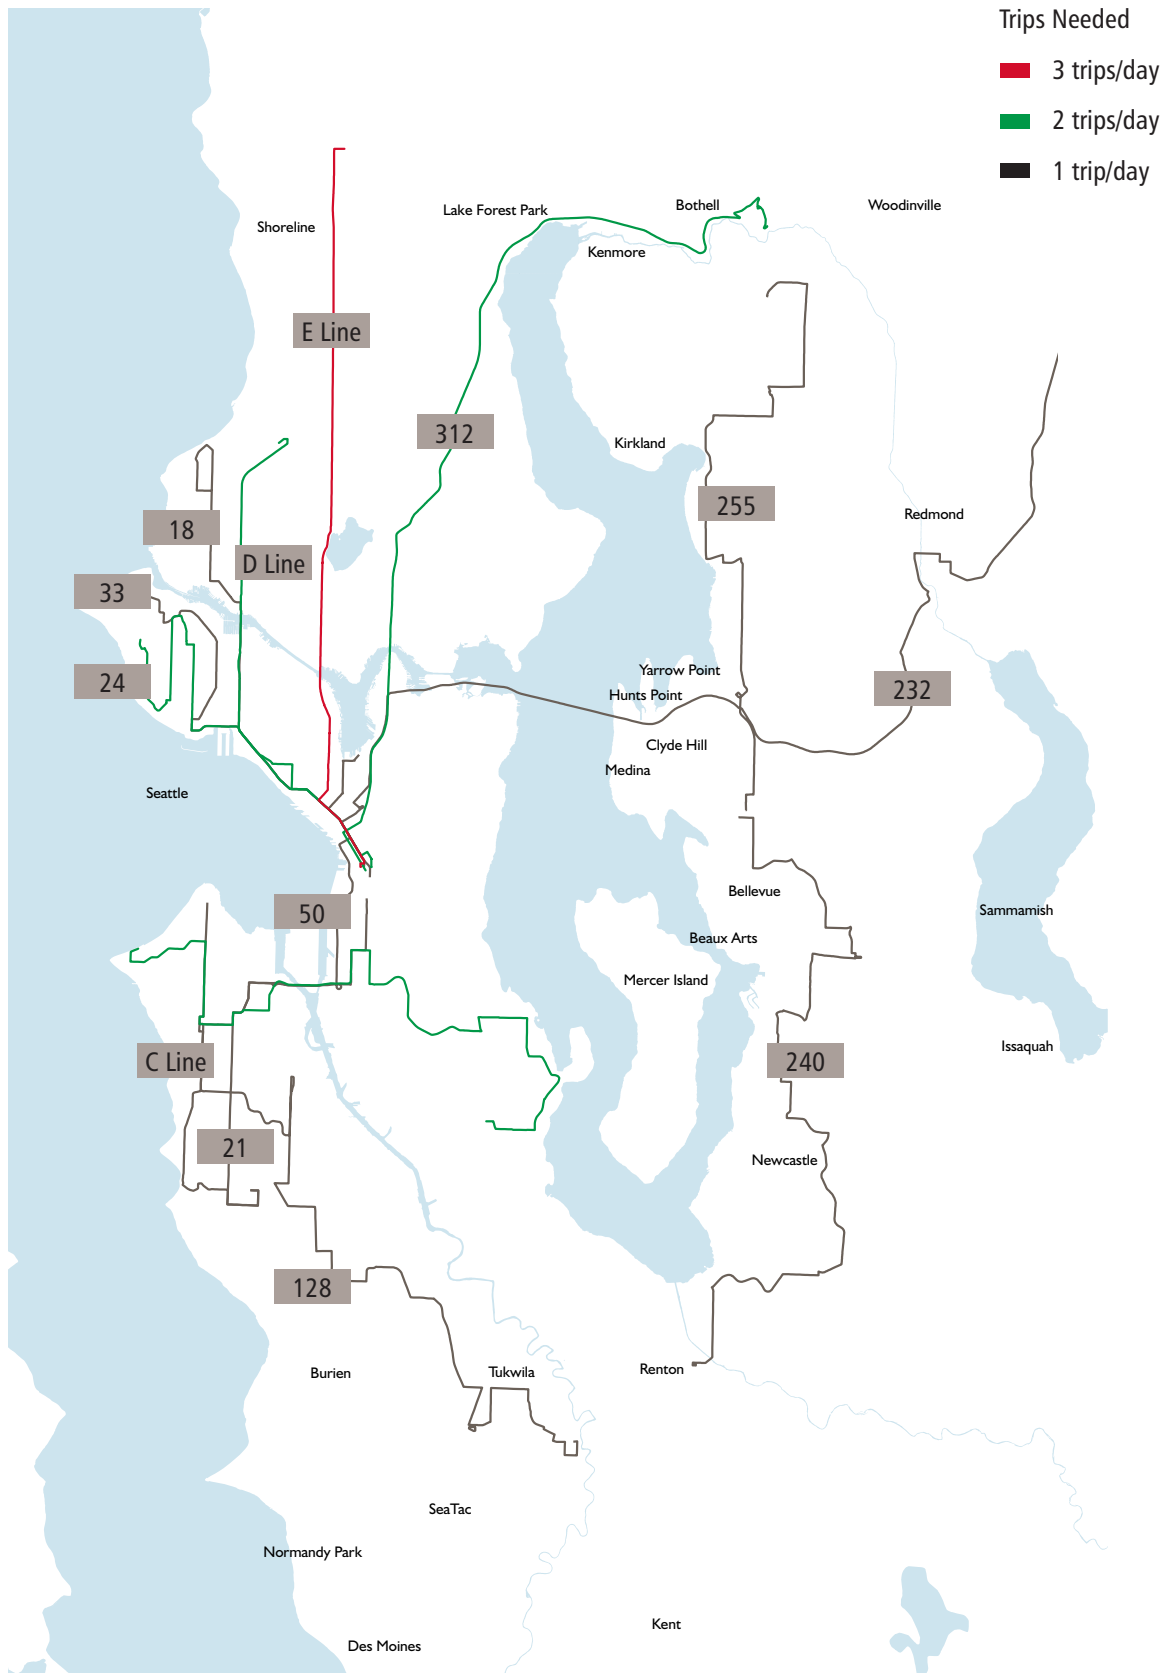 Trips Needed
3 trips/day
2 trips/day
1 trip/day
Bothell
Woodinville
Lake Forest Park
Shoreline
Kenmore
E Line
312
Kirkland
255
Redmond
18
D Line
33
24
Yarrow Point
Hunts Point
232
Clyde Hill
Medina
Seattle
Bellevue
50
Sammamish
Beaux Arts
Mercer Island
Issaquah
C Line
240
21
Newcastle
128
Burien
Tukwila
Renton
SeaTac
Normandy Park
Kent
Des Moines